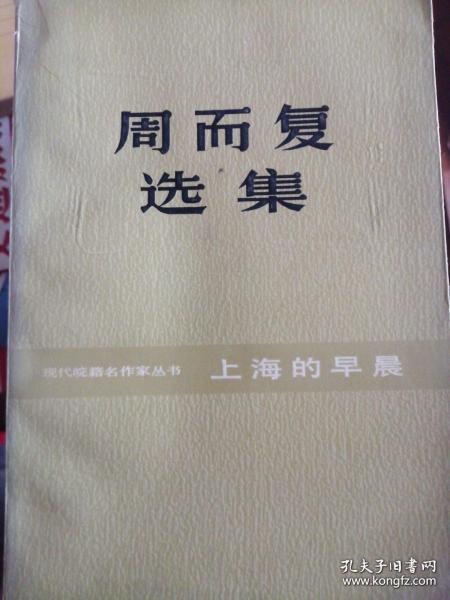 周而复
选集
现代皖籍名作家丛书 上海的早晨
孔夫子旧书网
www.kongfz.com